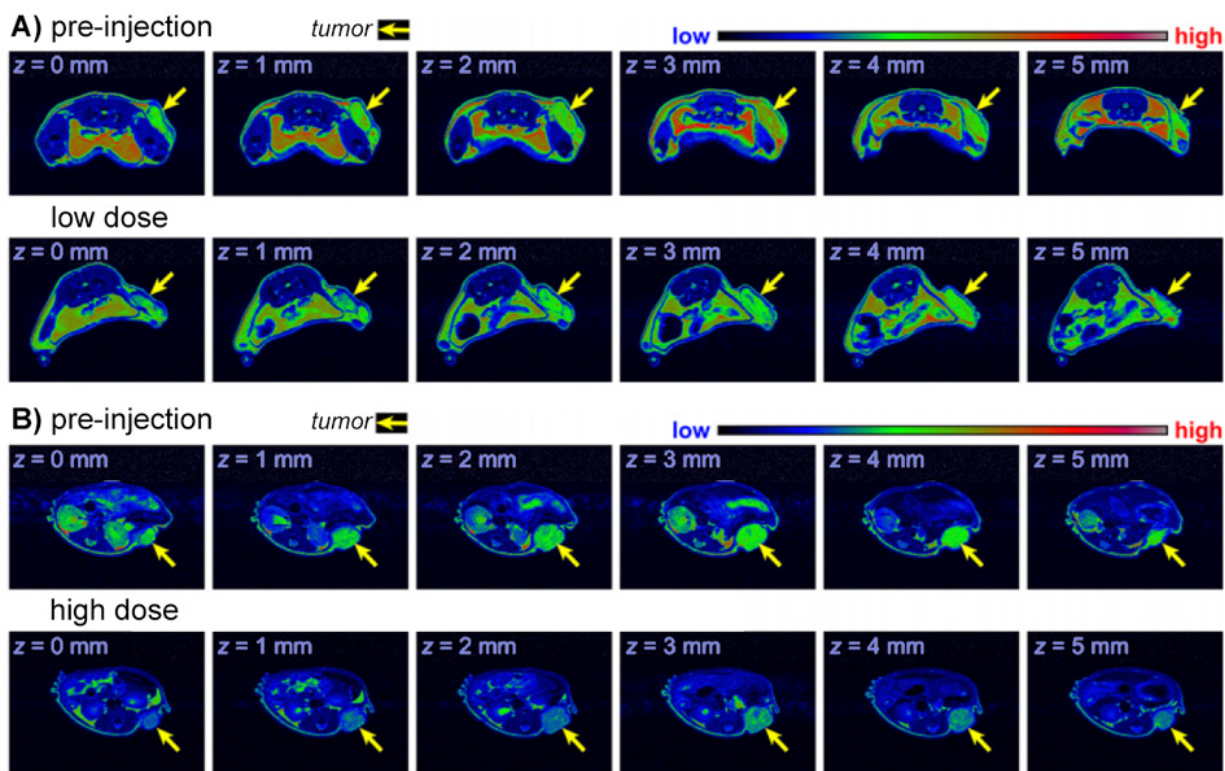 A) pre-injection tumor low high
z = 0 mm z = 1 mm z = 2 mm z = 3 mm z = 4 mm z = 5 mm
low dose
z = 0 mm z = 1 mm z = 2 mm z = 3 mm z = 4 mm z = 5 mm
B) pre-injection tumor low high
z = 0 mm z = 1 mm z = 2 mm z = 3 mm z = 4 mm z = 5 mm
high dose
z = 0 mm z = 1 mm z = 2 mm z = 3 mm z = 4 mm z = 5 mm